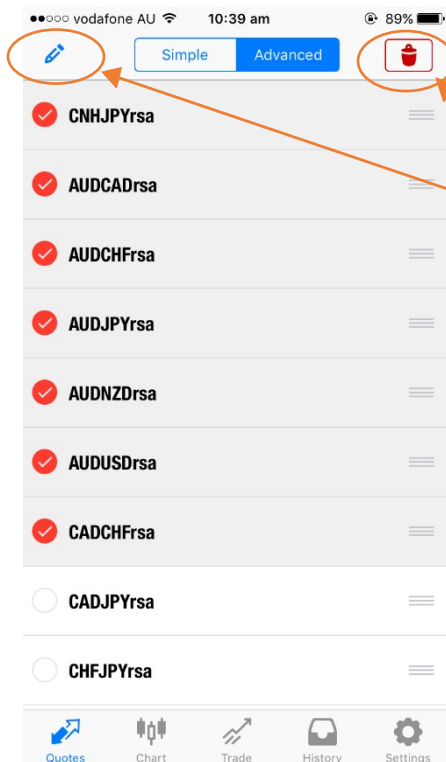 vodafone AU 10:39 am 89%
Simple Advanced
CNHJPYrsa
AUDCADrsa
AUDCHFrsa
AUDJPYrsa
AUDNZDrsa
AUDUSDrsa
CADCHFrsa
CADJPYrsa
CHFJPYrsa
Quotes Chart Trade History Settings